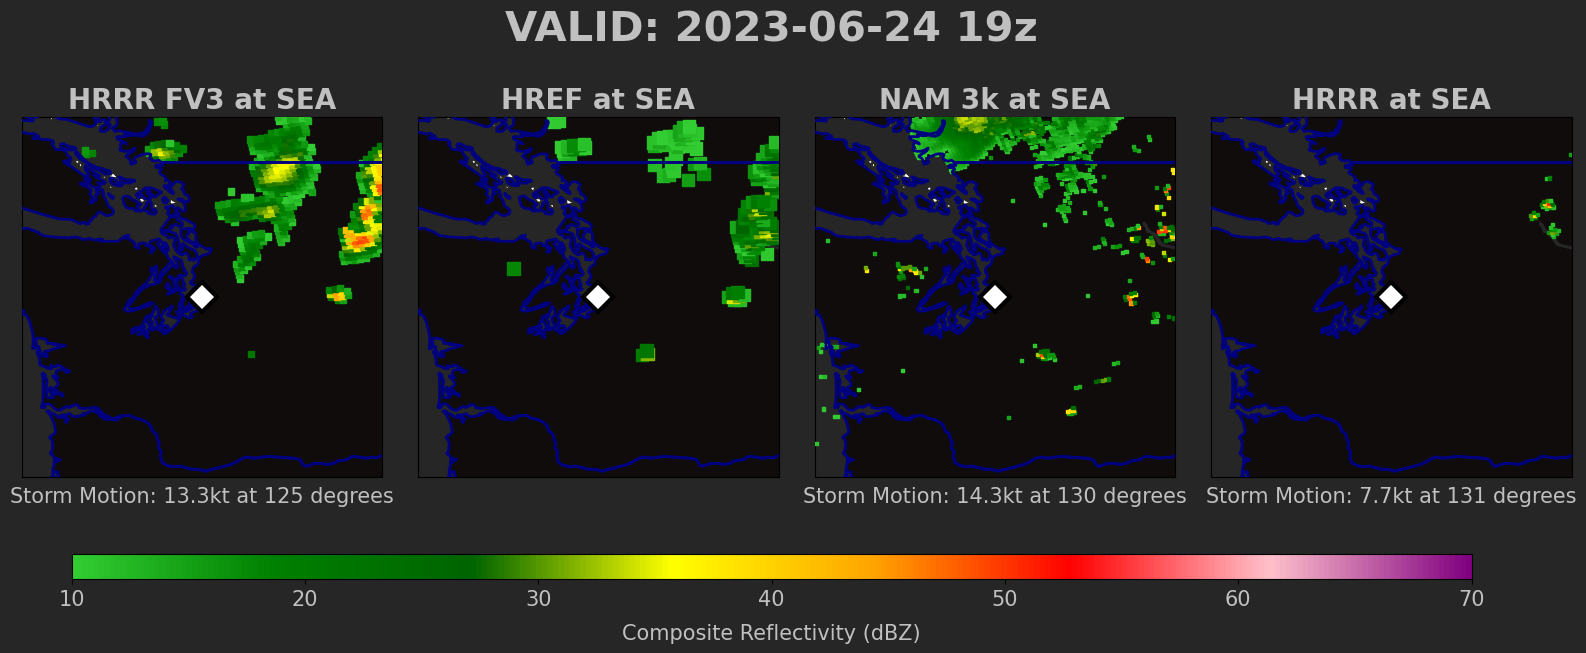 VALID: 2023-06-24 19z
HRRR FV3 at SEA
HREF at SEA
NAM 3k at SEA
HRRR at SEA
Storm Motion: 13.3kt at 125 degrees
Storm Motion: 14.3kt at 130 degrees
Storm Motion: 7.7kt at 131 degrees
10 20 30 40 50 60 70
Composite Reflectivity (dBZ)